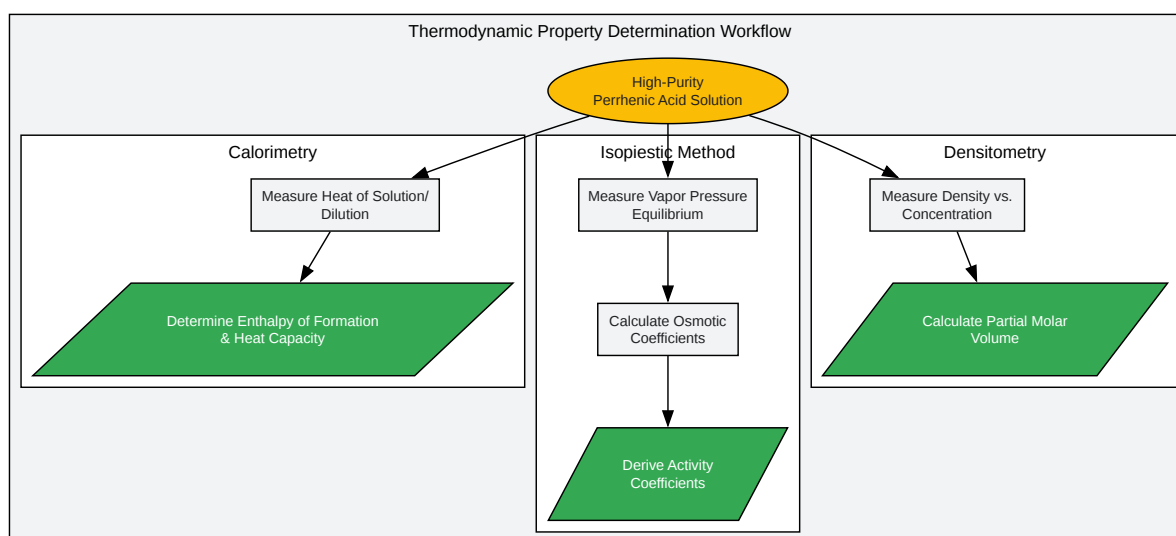 Thermodynamic Property Determination Workflow
High-Purity
Perrhenic Acid Solution
Calorimetry
Measure Heat of Solution/
Dilution
Determine Enthalpy of Formation
& Heat Capacity
Isopiestic Method
Measure Vapor Pressure
Equilibrium
Calculate Osmotic
Coefficients
Derive Activity
Coefficients
Densitometry
Measure Density vs.
Concentration
Calculate Partial Molar
Volume